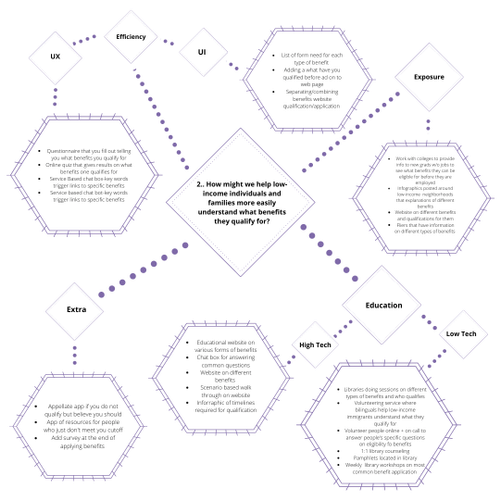 UX
Efficiency
UI
List of form need for each
type of benefit
Adding a what have you
qualified before ad on to
web page
Separating/combining
benefits website
qualification/application
Exposure
Questionnaire that you fill out telling
you what benefits you qualify for
Online quiz that gives results on what
benefits one qualifies for
Service Based chat box-key words
trigger links to specific benefits
Service based chat bot-key words
trigger links to specific benefits
2.. How might we help low-
income individuals and
families more easily
understand what benefits
they qualify for?
Work with colleges to provide
info to new grads w/o jobs to
see what benefits they can be
eligible for before they are
employed
Infographics posted around
low-income, neighborhoods
that explanations of different
benefits
Website on different benefits
and qualifications for them
Fliers that have information
on different types of benefits
Extra
Education
High Tech
Low Tech
Appellate app if you do not
qualify but believe you should
App of resources for people
who just don't meet you cutoff
Add survey at the end of
applying benefits
Educational website on
various forms of benefits
Chat box for answering
common questions
Website on different
benefits
Scenario based walk
through on website
Inforaphic of timelines
required for qualification
Libraries doing sessions on different
types of benefits and who qualifies
Volunteering service where
bilinguals help low-income
immigrants understand what they
qualify for
Volunteer people online + on call to
answer people's specific questions
on eligibility fo benefits
1:1 library counseling
Pamphlets located in library
Weekly library workshops on most
common benefit application